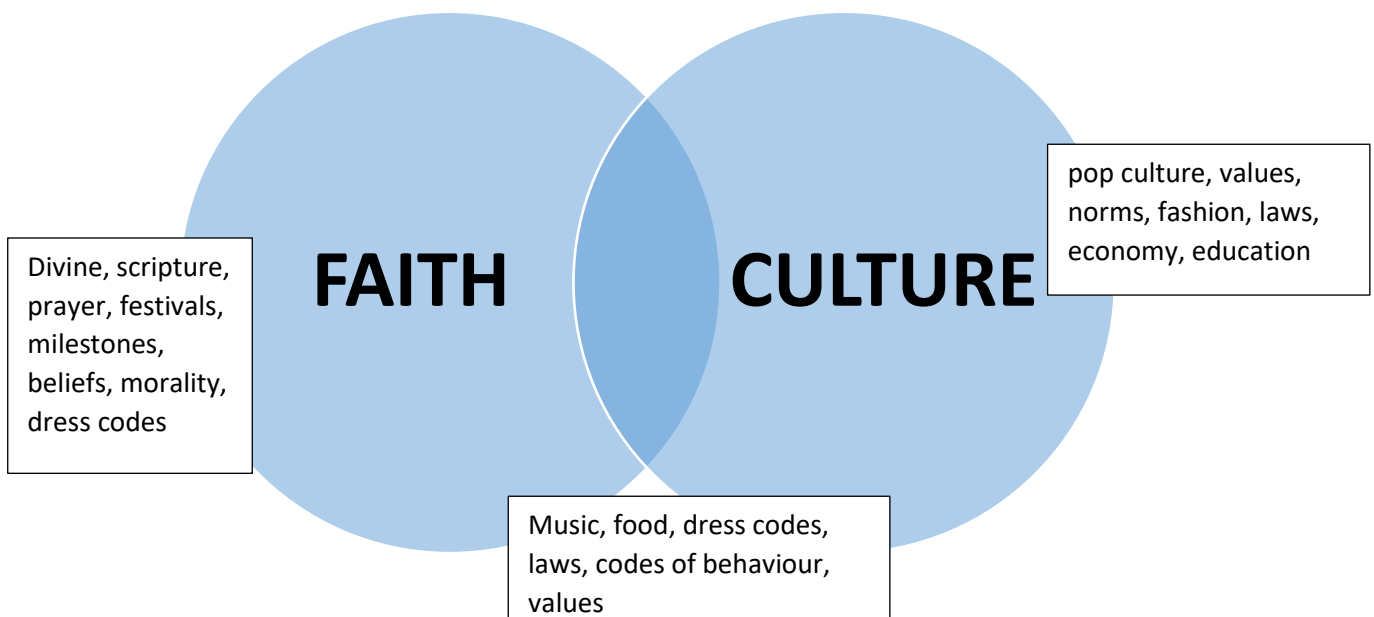 FAITH
CULTURE
Divine, scripture,
prayer, festivals,
milestones,
beliefs, morality,
dress codes
pop culture, values,
norms, fashion, laws,
economy, education
Music, food, dress codes,
laws, codes of behaviour,
values